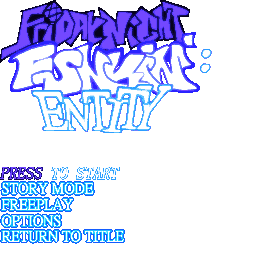 FRIDAY NIGHT
FUNKIN':
ENTITY
PRESS TO START
STORY MODE
FREEPLAY
OPTIONS
RETURN TO TITLE